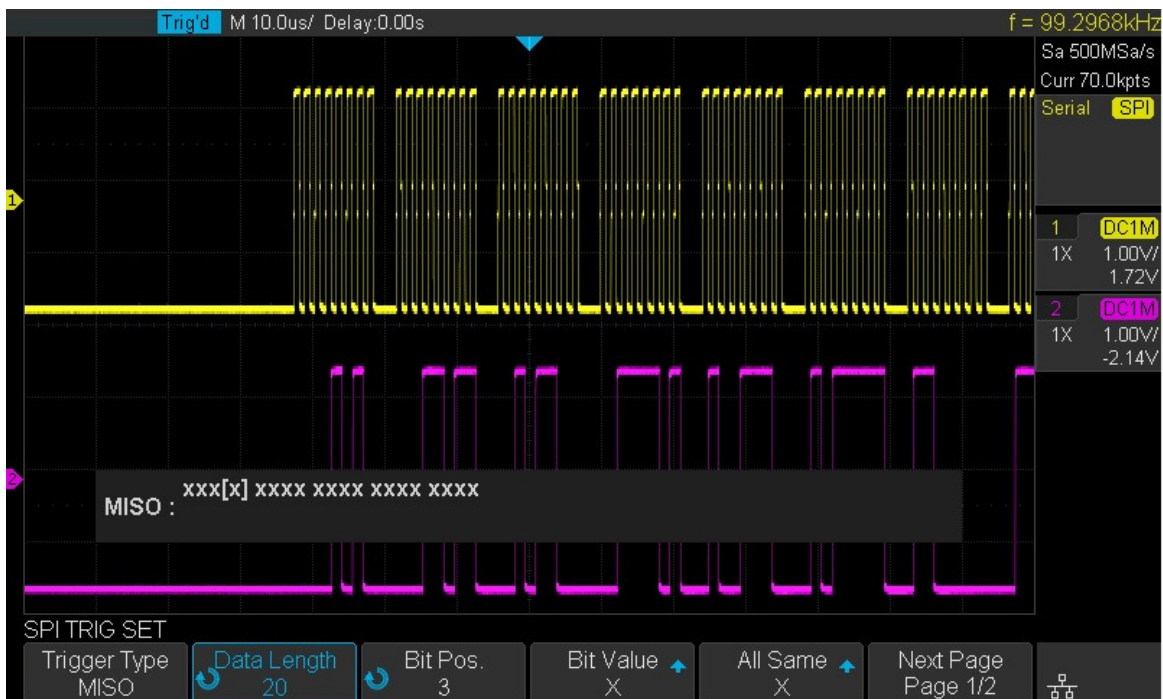 Trig'd M 10.0us/ Delay:0.00s f = 99.2968kHz
Sa 500MSa/s
Curr 70.0kpts
Serial SPI
1
1 DC1M
1X 1.00V/
1.72V
2 DC1M
1X 1.00V/
-2.14V
2
MISO : xxx[x] xxxx xxxx xxxx xxxx
SPI TRIG SET
Trigger Type Data Length Bit Pos. Bit Value All Same Next Page
MISO 20 3 X X Page 1/2